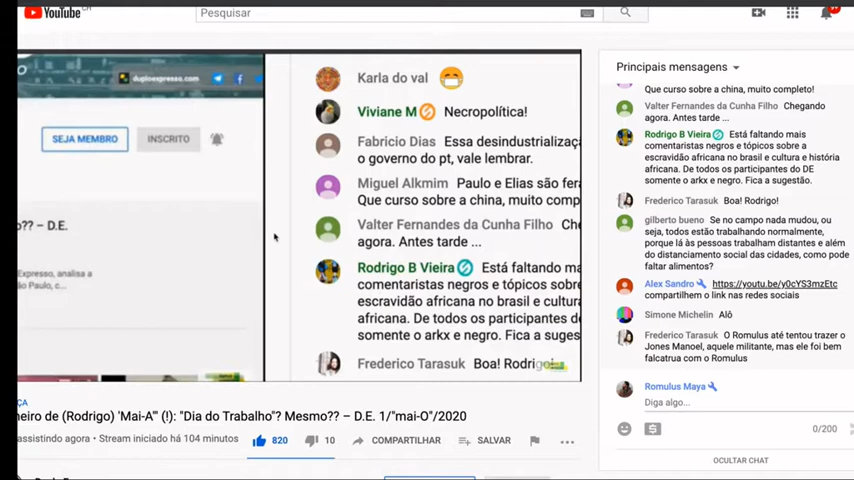 YouTube CH
Pesquisar
duploexpresso.com
SEJA MEMBRO
INSCRITO
o?? – D.E.
Expresso, analisa a
São Paulo, c...
Karla do val
Viviane M Necropolítica!
Fabricio Dias Essa desindustrializaç
o governo do pt, vale lembrar.
Miguel Alkmim Paulo e Elias são fera
Que curso sobre a china, muito comp
Valter Fernandes da Cunha Filho Che
agora. Antes tarde ...
Rodrigo B Vieira Está faltando ma
comentaristas negros e tópicos sobre
escravidão africana no brasil e cultura
africana. De todos os participantes d
somente o arkx e negro. Fica a suges
Frederico Tarasuk Boa! Rodrigo
ÇA
neiro de (Rodrigo) 'Mai-A'" (!): "Dia do Trabalho"? Mesmo?? – D.E. 1/"mai-O"/2020
assistindo agora • Stream iniciado há 104 minutos
820
10
COMPARTILHAR
SALVAR
Principais mensagens
Que curso sobre a china, muito completo!
Valter Fernandes da Cunha Filho Chegando
agora. Antes tarde ...
Rodrigo B Vieira Está faltando mais
comentaristas negros e tópicos sobre a
escravidão africana no brasil e cultura e história
africana. De todos os participantes do DE
somente o arkx e negro. Fica a sugestão.
Frederico Tarasuk Boa! Rodrigo!
gilberto bueno Se no campo nada mudou, ou
seja, todos estão trabalhando normalmente,
porque lá às pessoas trabalham distantes e além
do distanciamento social das cidades, como pode
faltar alimentos?
Alex Sandro https://youtu.be/y0cYS3mzEtc
compartilhem o link nas redes sociais
Simone Michelin Alô
Frederico Tarasuk O Romulus até tentou trazer o
Jones Manoel, aquele militante, mas ele foi bem
falcatrua com o Romulus
Romulus Maya
Diga algo...
0/200
OCULTAR CHAT